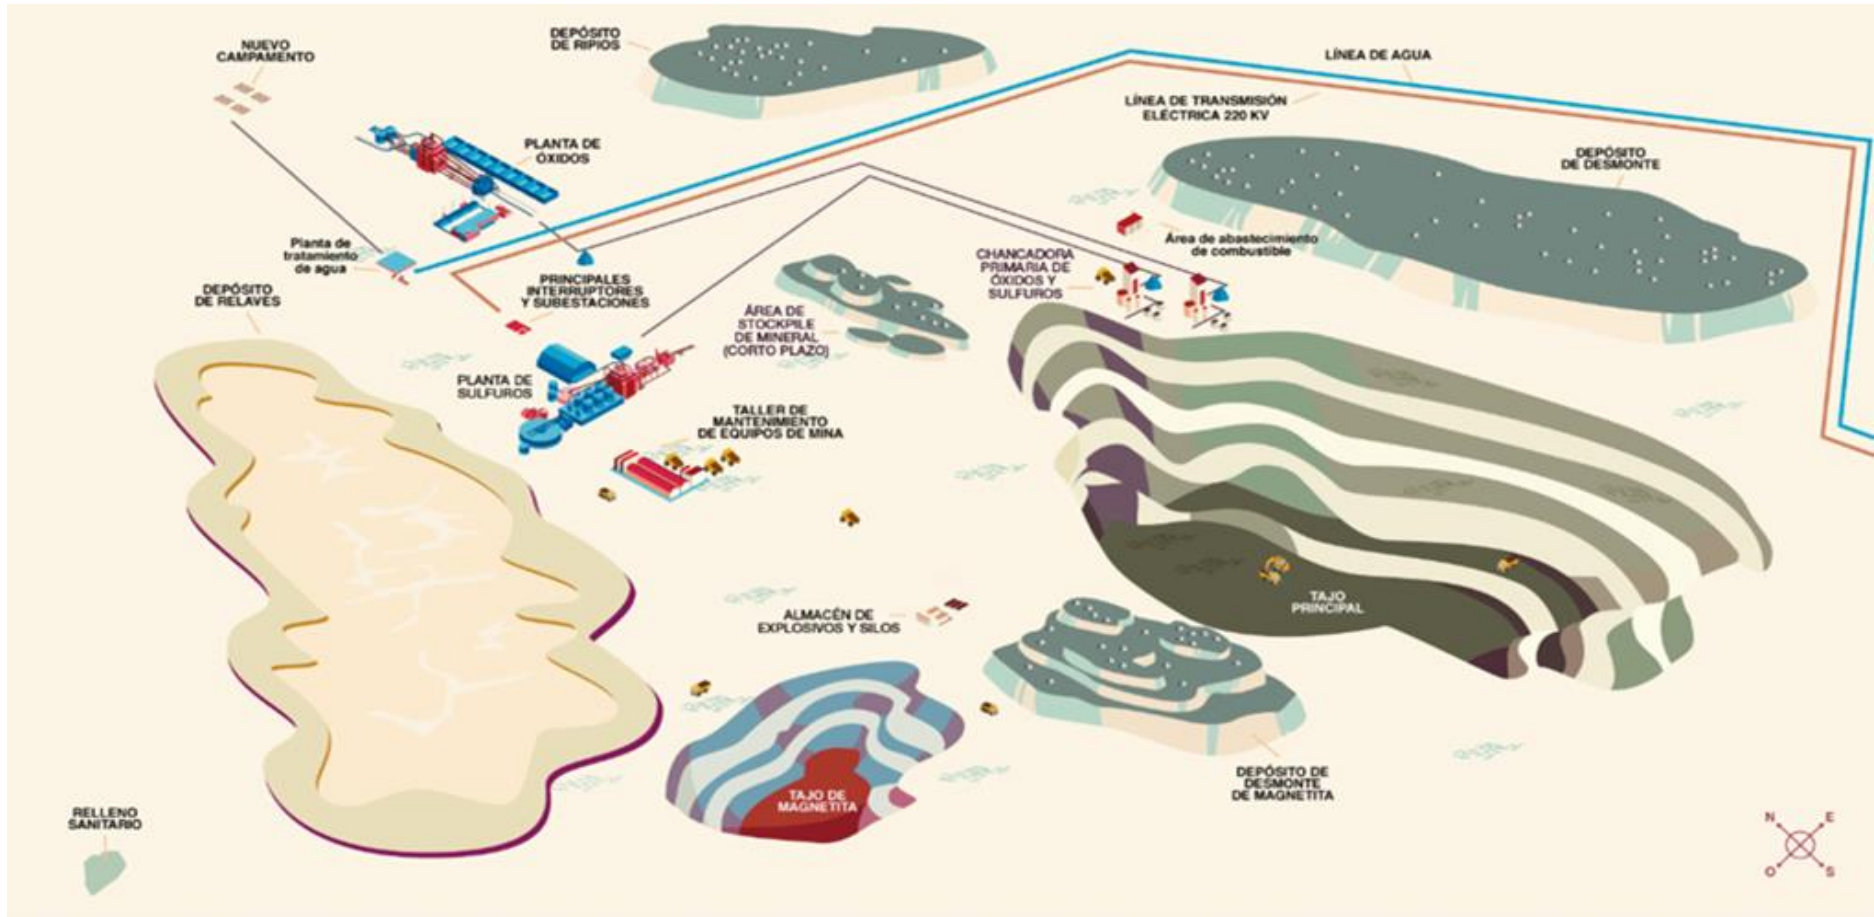 NUEVO
CAMPAMENTO
DEPÓSITO
DE RIPIOS
LÍNEA DE AGUA
LÍNEA DE TRANSMISIÓN
ELÉCTRICA 220 KV
PLANTA DE
ÓXIDOS
DEPÓSITO
DE DESMONTE
Planta de
tratamiento
de agua
Área de abastecimiento
de combustible
CHANCADORA
PRIMARIA DE
ÓXIDOS Y
SULFUROS
PRINCIPALES
INTERRUPTORES
Y SUBESTACIONES
DEPÓSITO
DE RELAVES
ÁREA DE
STOCKPILE
DE MINERAL
(CORTO PLAZO)
PLANTA DE
SULFUROS
TALLER DE
MANTENIMIENTO
DE EQUIPOS DE MINA
TAJO
PRINCIPAL
ALMACÉN DE
EXPLOSIVOS Y SILOS
DEPÓSITO DE
DESMONTE
DE MAGNETITA
TAJO DE
MAGNETITA
RELLENO
SANITARIO
N E
O S